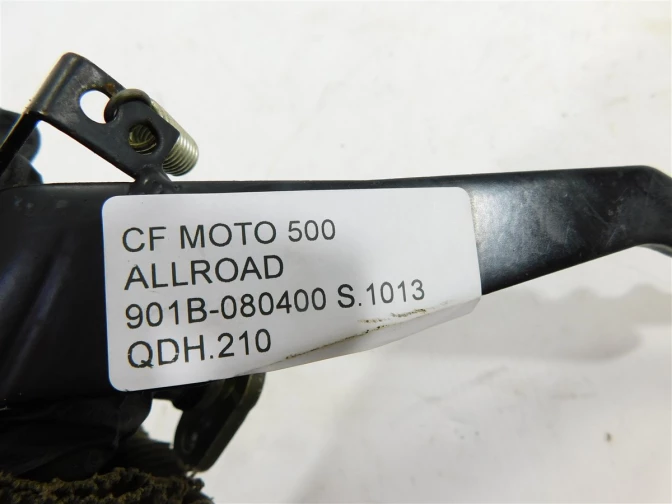 CF MOTO 500
ALLROAD
901B-080400 S.1013
QDH.210